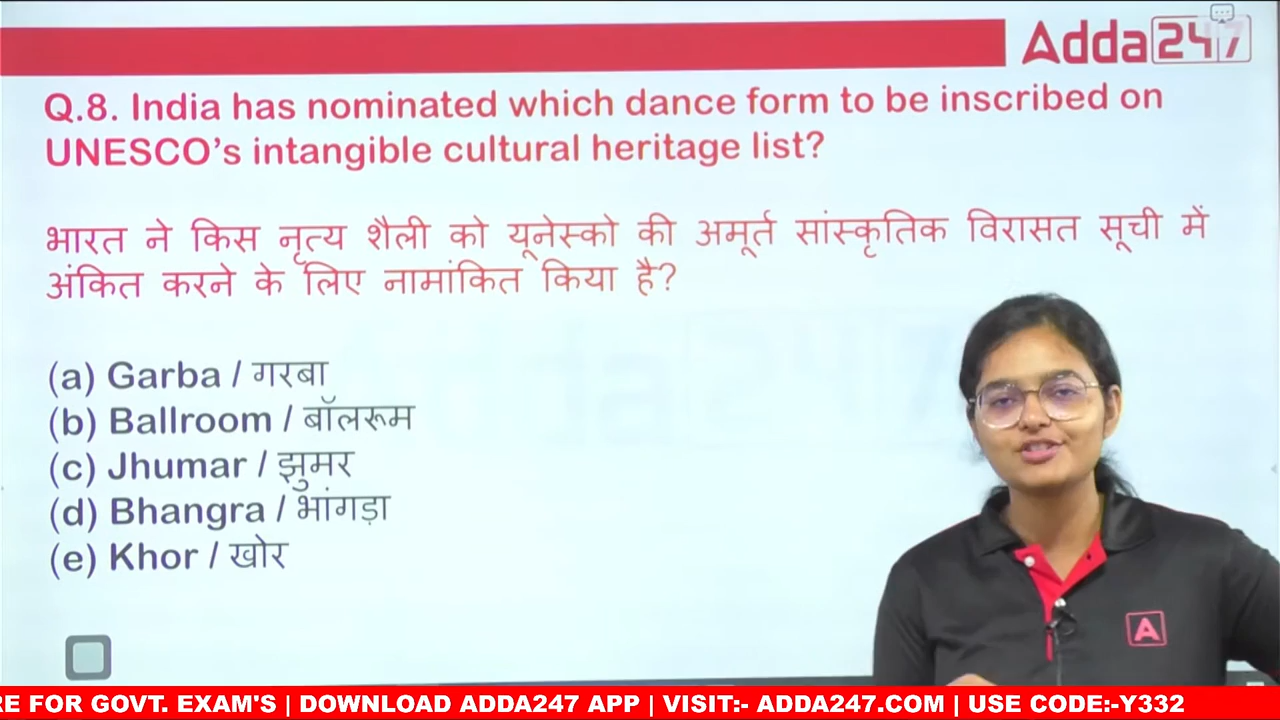 Adda247
Q.8. India has nominated which dance form to be inscribed on
UNESCO's intangible cultural heritage list?
भारत ने किस नृत्य शैली को यूनेस्को की अमूर्त सांस्कृतिक विरासत सूची में
अंकित करने के लिए नामांकित किया है?
(a) Garba / गरबा
(b) Ballroom / बॉलरूम
(c) Jhumar / झुमर
(d) Bhangra / भांगड़ा
(e) Khor / खोर
A
RE FOR GOVT. EXAM'S | DOWNLOAD ADDA247 APP | VISIT:- ADDA247.COM | USE CODE:-Y332